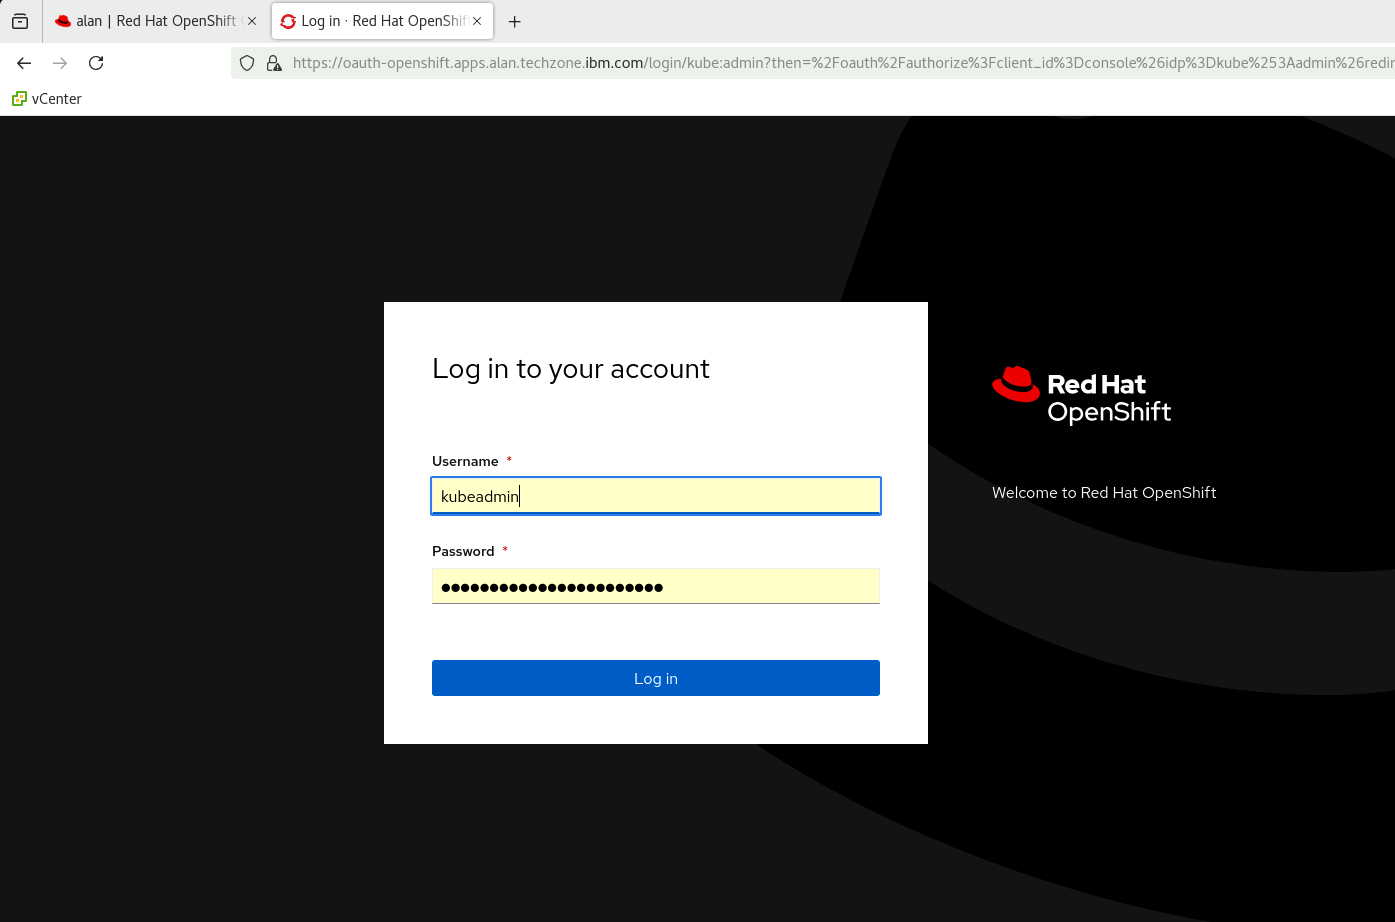 alan | Red Hat OpenShift
Log in · Red Hat OpenShif
https://oauth-openshift.apps.alan.techzone.ibm.com/login/kube:admin?then=%2Foauth%2Fauthorize%3Fclient_id%3Dconsole%26idp%3Dkube%253Aadmin%26redir
vCenter
Log in to your account
Red Hat
OpenShift
Username *
kubeadmin
Welcome to Red Hat OpenShift
Password *
●●●●●●●●●●●●●●●●●●●●●●●
Log in